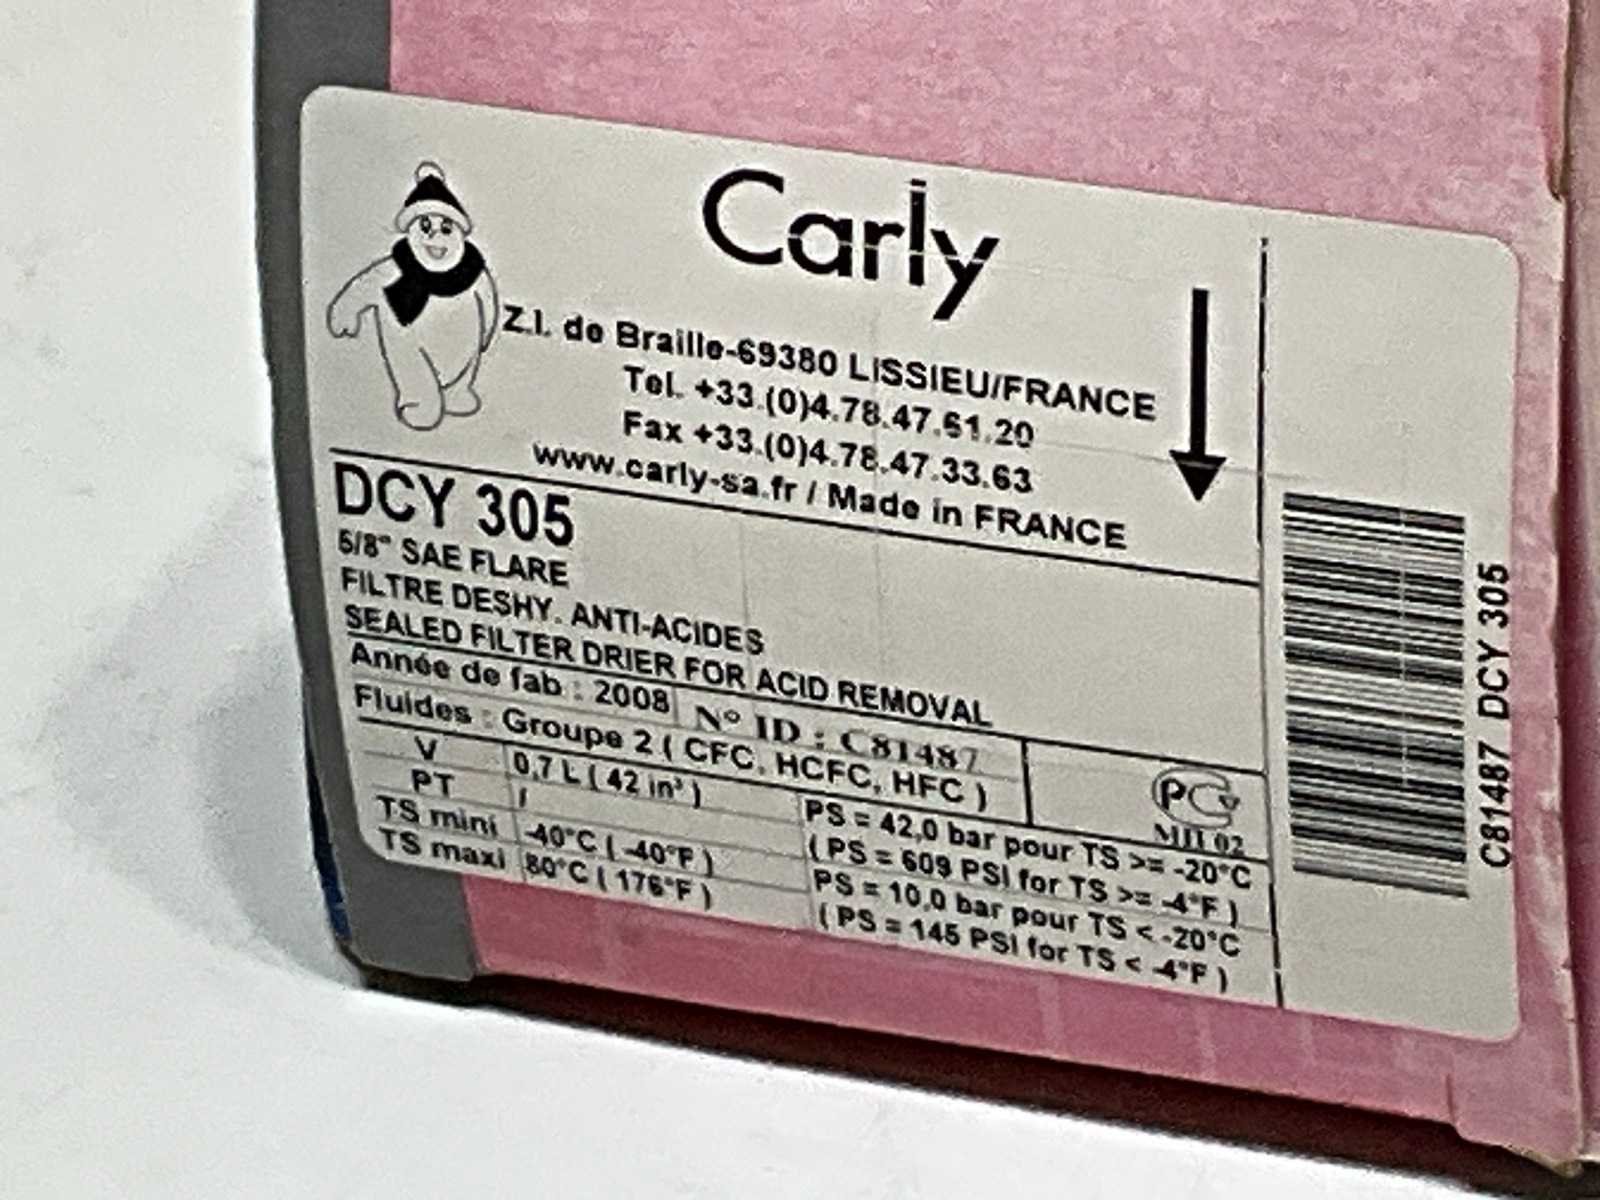 Carly
Z.I. de Braille-69380 LISSIEU/FRANCE
Tel. +33.(0)4.78.47.61.20
Fax +33.(0)4.78.47.33.63
www.carly-sa.fr / Made in FRANCE
DCY 305
5/8" SAE FLARE
FILTRE DESHY. ANTI-ACIDES
SEALED FILTER DRIER FOR ACID REMOVAL
Année de fab : 2008 N° ID : C81487
Fluides : Groupe 2 ( CFC, HCFC, HFC )
V 0,7 L ( 42 in³ )
PT /
TS mini -40°C ( -40°F )
TS maxi 80°C ( 176°F )
PS = 42,0 bar pour TS >= -20°C
( PS = 609 PSI for TS >= -4°F )
PS = 10,0 bar pour TS < -20°C
( PS = 145 PSI for TS < -4°F )
C81487 DCY 305